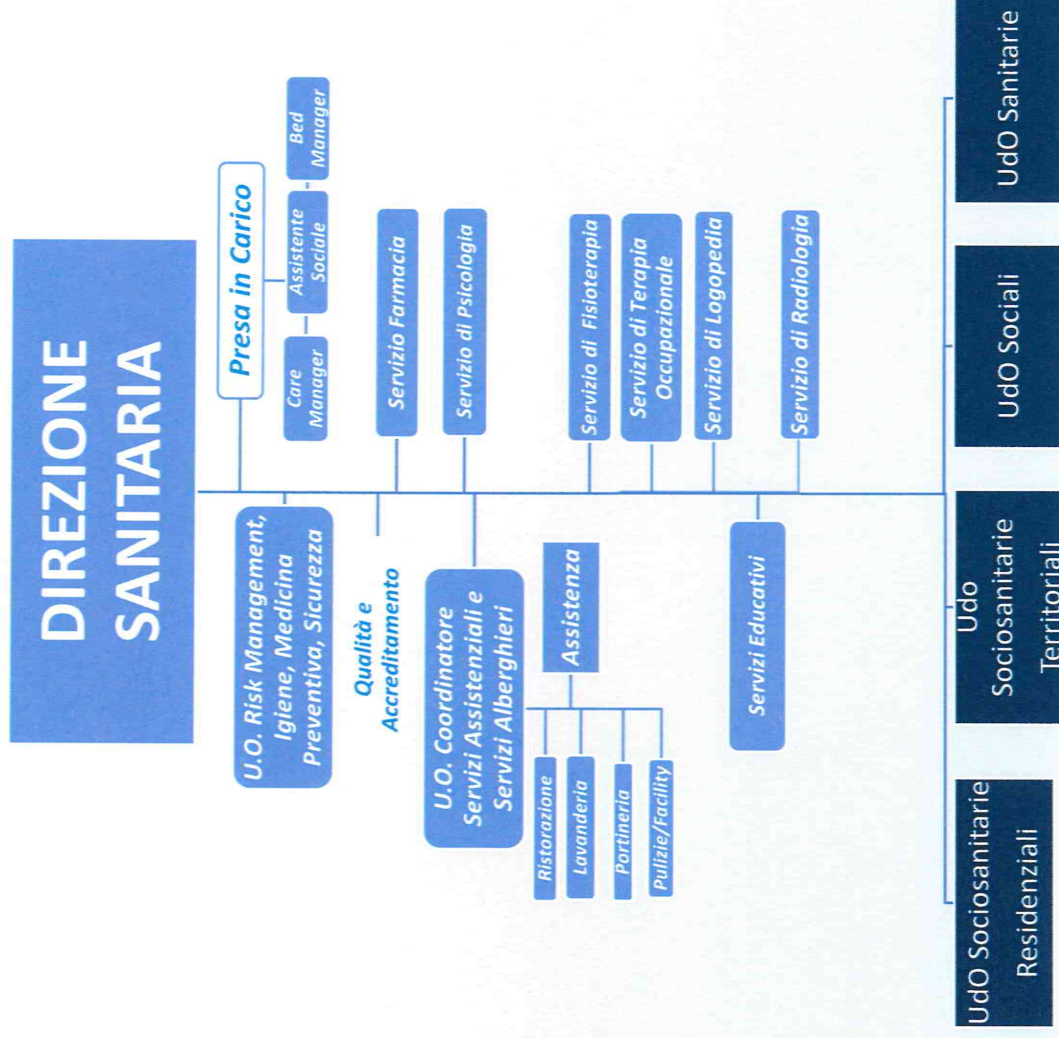 DIREZIONE
SANITARIA
Presa in Carico
Care
Manager
Assistente
Sociale
Bed
Manager
U.O. Risk Management,
Igiene, Medicina
Preventiva, Sicurezza
Qualità e
Accreditamento
Servizio Farmacia
Servizio di Psicologia
U.O. Coordinatore
Servizi Assistenziali e
Servizi Alberghieri
Assistenza
Ristorazione
Lavanderia
Portineria
Pulizie/Facility
Servizio di Fisioterapia
Servizio di Terapia
Occupazionale
Servizio di Logopedia
Servizio di Radiologia
Servizi Educativi
UdO Sociosanitarie
Residenziali
Udo
Sociosanitarie
Territoriali
UdO Sociali
UdO Sanitarie